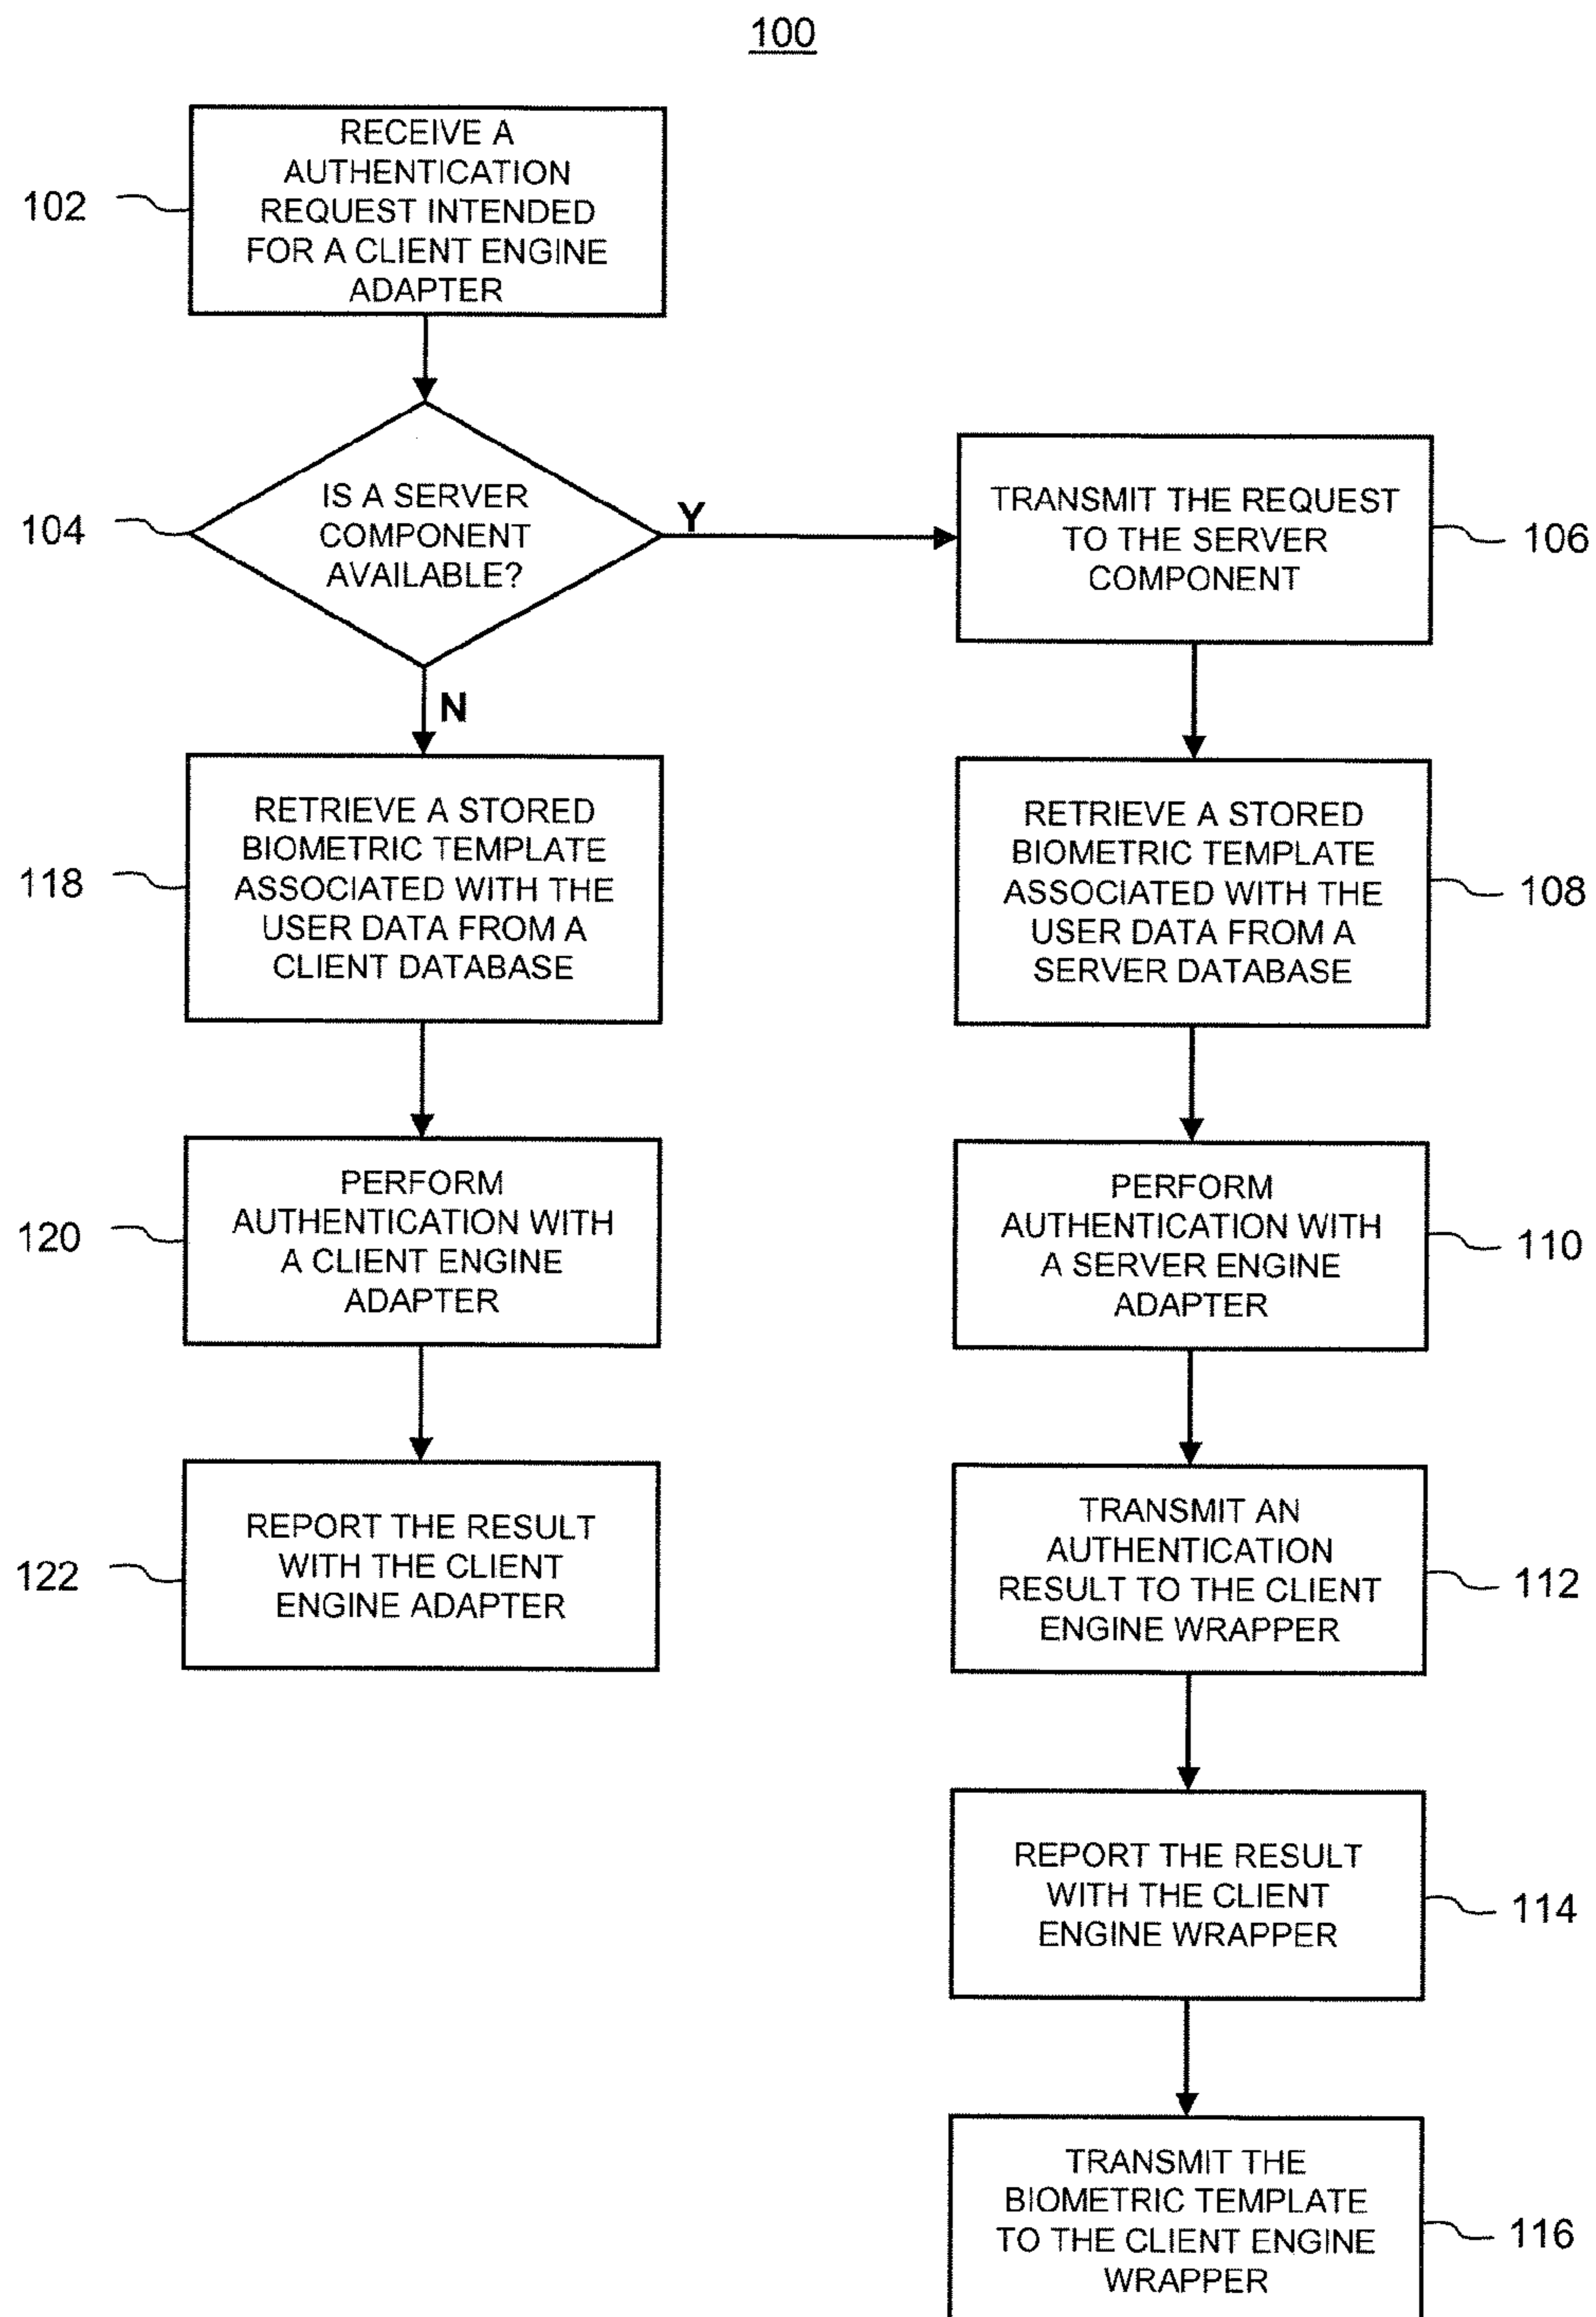 100
RECEIVE A
AUTHENTICATION
REQUEST INTENDED
FOR A CLIENT ENGINE
ADAPTER
102
IS A SERVER
COMPONENT
AVAILABLE?
104
Y
N
TRANSMIT THE REQUEST
TO THE SERVER
COMPONENT
106
RETRIEVE A STORED
BIOMETRIC TEMPLATE
ASSOCIATED WITH THE
USER DATA FROM A
CLIENT DATABASE
118
RETRIEVE A STORED
BIOMETRIC TEMPLATE
ASSOCIATED WITH THE
USER DATA FROM A
SERVER DATABASE
108
PERFORM
AUTHENTICATION WITH
A CLIENT ENGINE
ADAPTER
120
PERFORM
AUTHENTICATION WITH
A SERVER ENGINE
ADAPTER
110
REPORT THE RESULT
WITH THE CLIENT
ENGINE ADAPTER
122
TRANSMIT AN
AUTHENTICATION
RESULT TO THE CLIENT
ENGINE WRAPPER
112
REPORT THE RESULT
WITH THE CLIENT
ENGINE WRAPPER
114
TRANSMIT THE
BIOMETRIC TEMPLATE
TO THE CLIENT ENGINE
WRAPPER
116